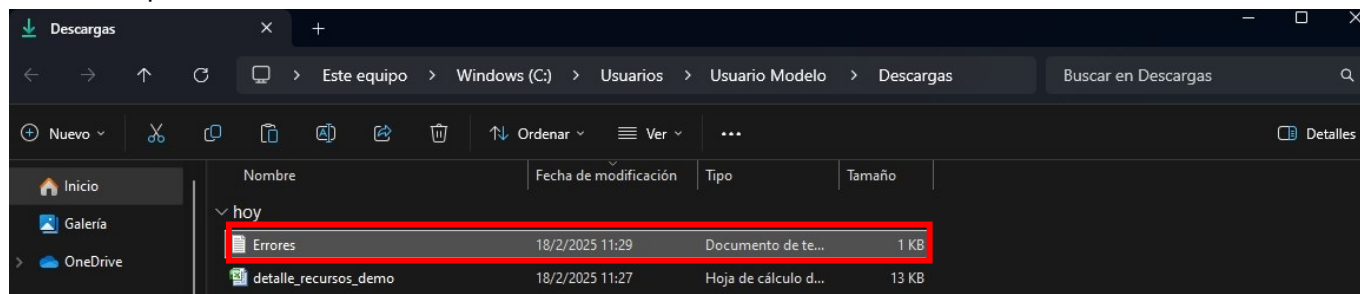 Descargas
Este equipo > Windows (C:) > Usuarios > Usuario Modelo > Descargas Buscar en Descargas
Nuevo Ordenar Ver ... Detalles
Nombre Fecha de modificación Tipo Tamaño
Inicio
hoy
Galería
Errores 18/2/2025 11:29 Documento de te... 1 KB
OneDrive
detalle_recursos_demo 18/2/2025 11:27 Hoja de cálculo d... 13 KB